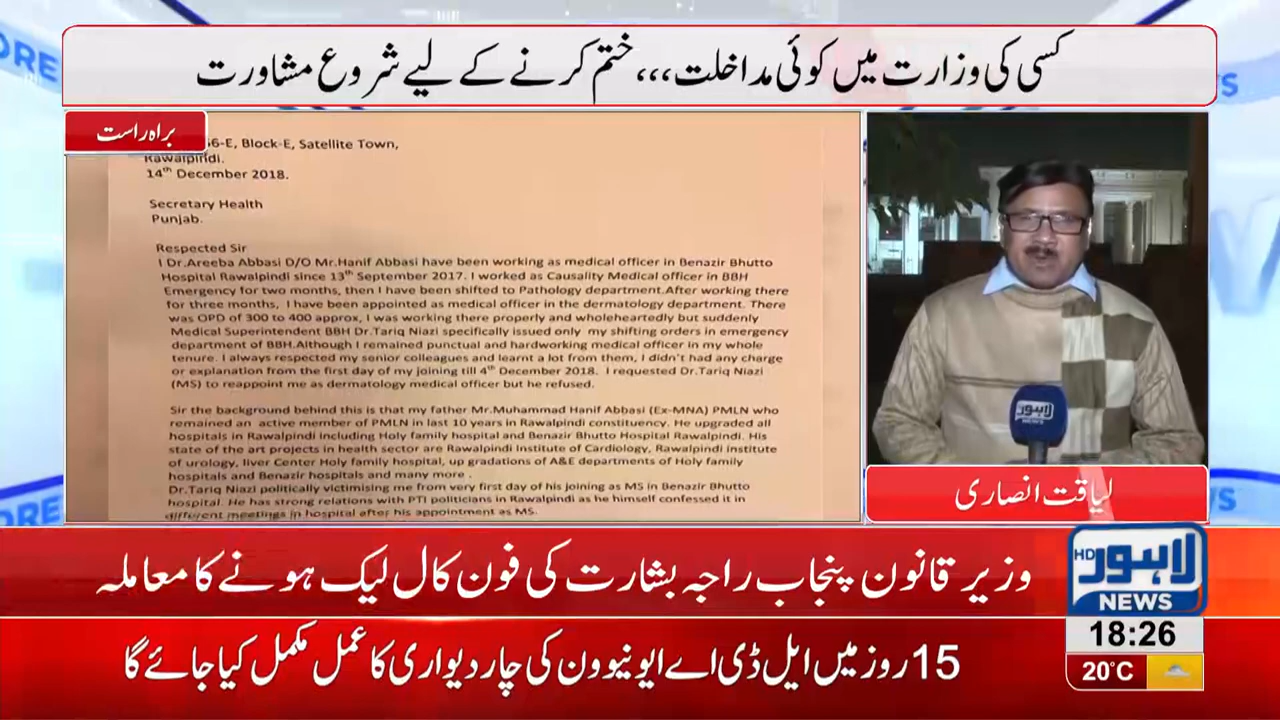 کسی کی وزارت میں کوئی مداخلت،،، ختم کرنے کے لیے شروع مشاورت
براہ راست
66-E, Block-E, Satellite Town,
Rawalpindi.
14th December 2018.
Secretary Health
Punjab.
Respected Sir
I Dr.Areeba Abbasi D/O Mr.Hanif Abbasi have been working as medical officer in Benazir Bhutto
Hospital Rawalpindi since 13th September 2017. I worked as Causality Medical officer in BBH
Emergency for two months, then I have been shifted to Pathology department.After working there
for three months, I have been appointed as medical officer in the dermatology department. There
was OPD of 300 to 400 approx, I was working there properly and wholeheartedly but suddenly
Medical Superintendent BBH Dr.Tariq Niazi specifically issued only my shifting orders in emergency
department of BBH.Although I remained punctual and hardworking medical officer in my whole
tenure. I always respected my senior colleagues and learnt a lot from them, I didn't had any charge
or explanation from the first day of my joining till 4th December 2018. I requested Dr.Tariq Niazi
(MS) to reappoint me as dermatology medical officer but he refused.
Sir the background behind this is that my father Mr.Muhammad Hanif Abbasi (Ex-MNA) PMLN who
remained an active member of PMLN in last 10 years in Rawalpindi constituency. He upgraded all
hospitals in Rawalpindi including Holy family hospital and Benazir Bhutto Hospital Rawalpindi. His
state of the art projects in health sector are Rawalpindi Institute of Cardiology, Rawalpindi institute
of urology, liver Center Holy family hospital, up gradations of A&E departments of Holy family
hospitals and Benazir hospitals and many more .
Dr.Tariq Niazi politically victimising me from very first day of his joining as MS in Benazir Bhutto
hospital. He has strong relations with PTI politicians in Rawalpindi as he himself confessed it in
different meetings in hospital after his appointment as MS.
لاہور
NEWS
لیاقت انصاری
وزیر قانون پنجاب راجہ بشارت کی فون کال لیک ہونے کا معاملہ
HD لاہور
NEWS
18:26
15 روز میں ایل ڈی اے ایونیو ون کی چار دیواری کا عمل مکمل کیا جائے گا
20°C